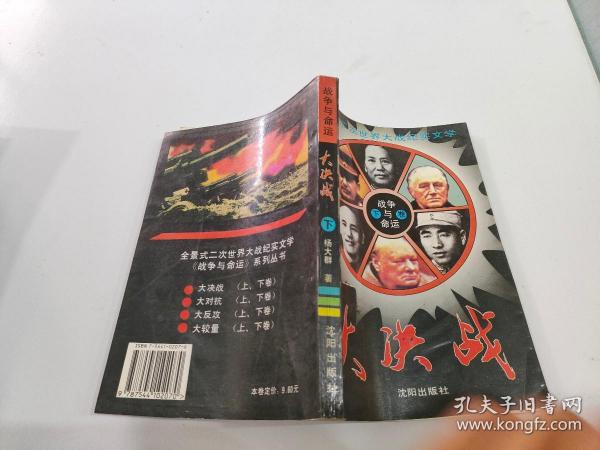 全景式二次世界大战纪实文学
《战争与命运》系列丛书
大决战 (上、下卷)
大对抗 (上、下卷)
大反攻 (上、下卷)
大较量 (上、下卷)
本卷定价:9.80元
战争与命运
大决战
下
杨大群 著
沈阳出版社
次世界大战纪实文学
战争
下 与 卷
命运
大决战
沈阳出版社
孔夫子旧书网
www.kongfz.com